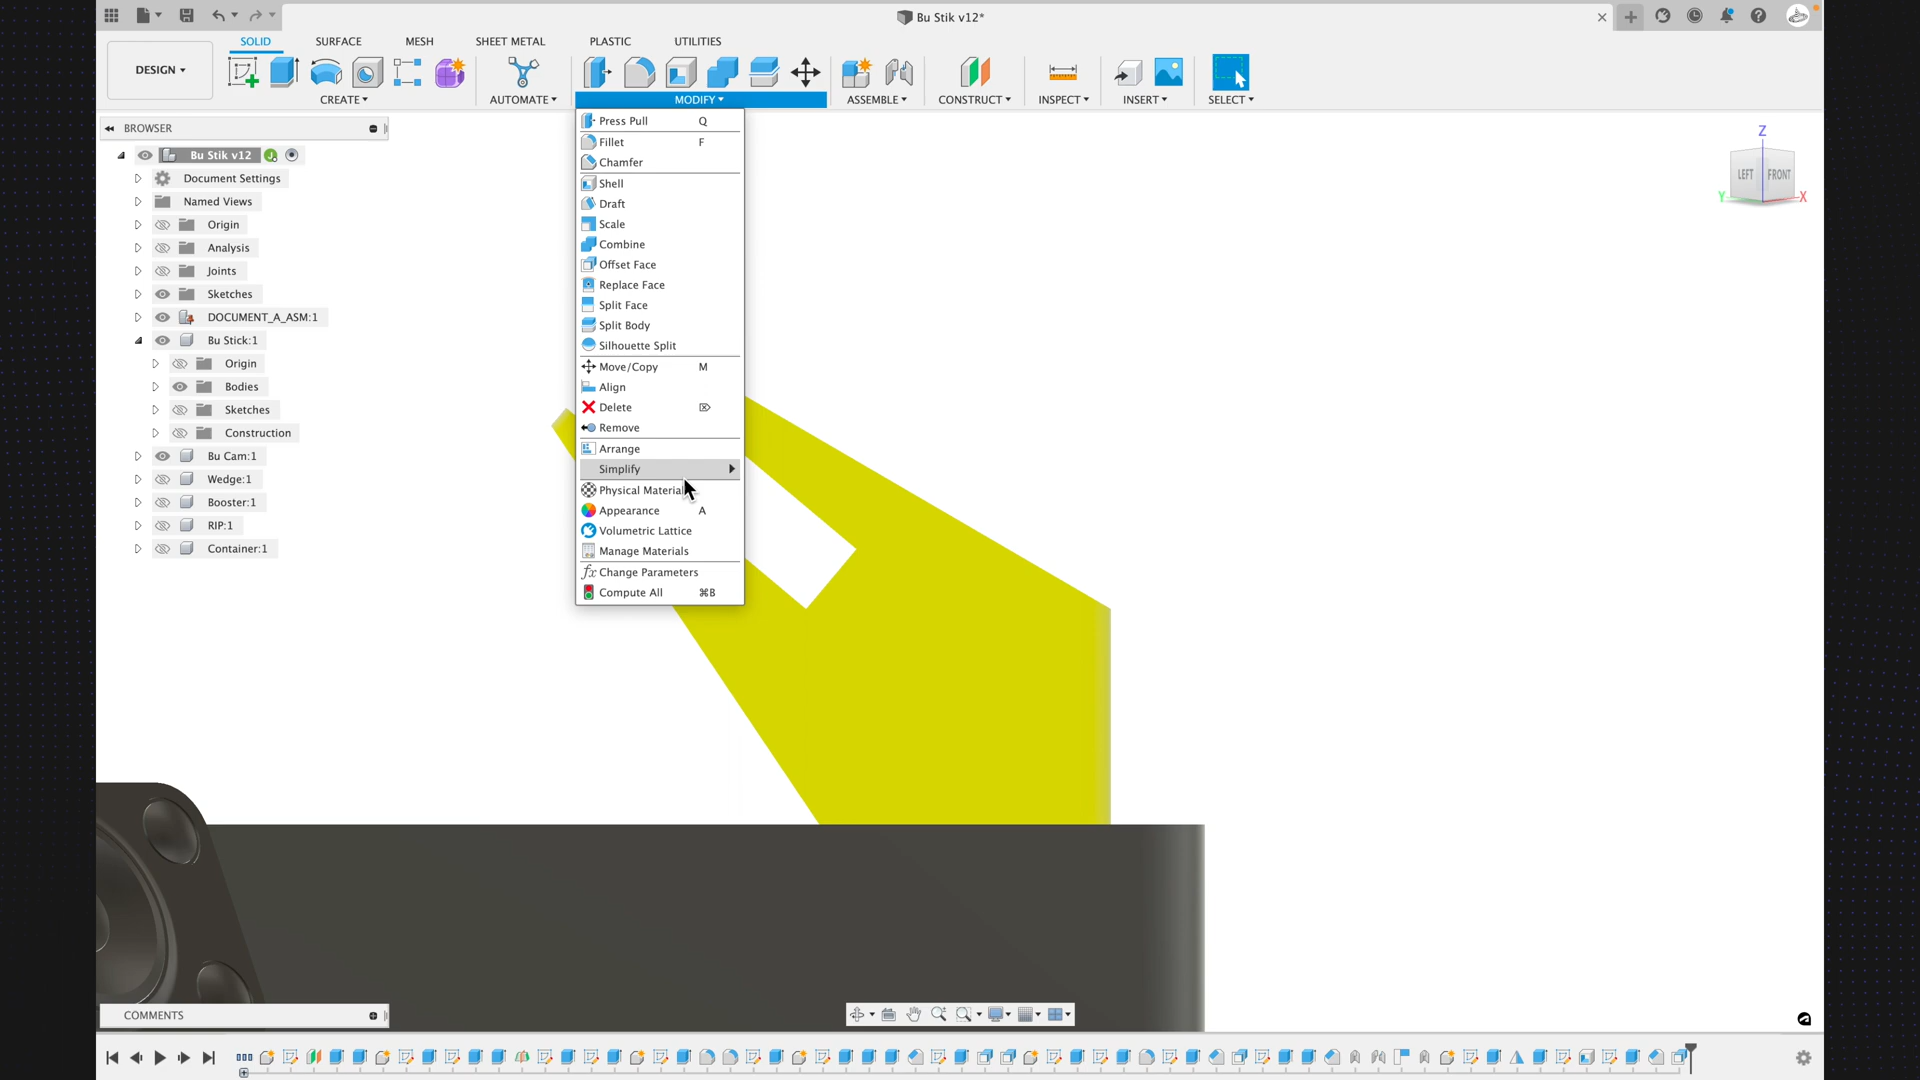 Bu Stik v12*
SOLID SURFACE MESH SHEET METAL PLASTIC UTILITIES
DESIGN ▾
CREATE ▾ AUTOMATE ▾ MODIFY ▾ ASSEMBLE ▾ CONSTRUCT ▾ INSPECT ▾ INSERT ▾ SELECT ▾
BROWSER
Bu Stik v12
Document Settings
Named Views
Origin
Analysis
Joints
Sketches
DOCUMENT_A_ASM:1
Bu Stick:1
Origin
Bodies
Sketches
Construction
Bu Cam:1
Wedge:1
Booster:1
RIP:1
Container:1
Press Pull Q
Fillet F
Chamfer
Shell
Draft
Scale
Combine
Offset Face
Replace Face
Split Face
Split Body
Silhouette Split
Move/Copy M
Align
Delete ⌦
Remove
Arrange
Simplify
Physical Material
Appearance A
Volumetric Lattice
Manage Materials
fx Change Parameters
Compute All ⌘B
Z
LEFT FRONT
Y X
COMMENTS